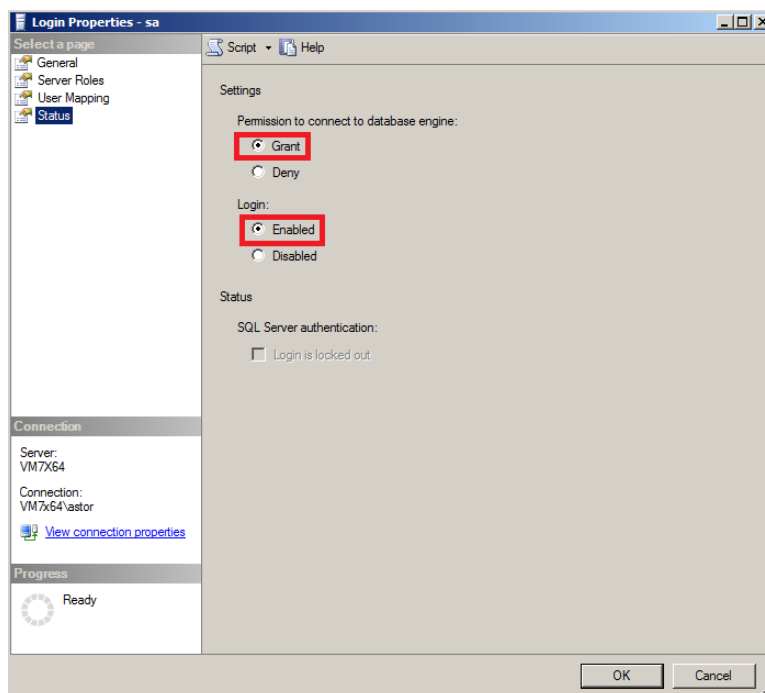 Login Properties - sa
Select a page
General
Server Roles
User Mapping
Status
Script
Help
Settings
Permission to connect to database engine:
Grant
Deny
Login:
Enabled
Disabled
Status
SQL Server authentication:
Login is locked out
Connection
Server:
VM7X64
Connection:
VM7x64\astor
View connection properties
Progress
Ready
OK
Cancel